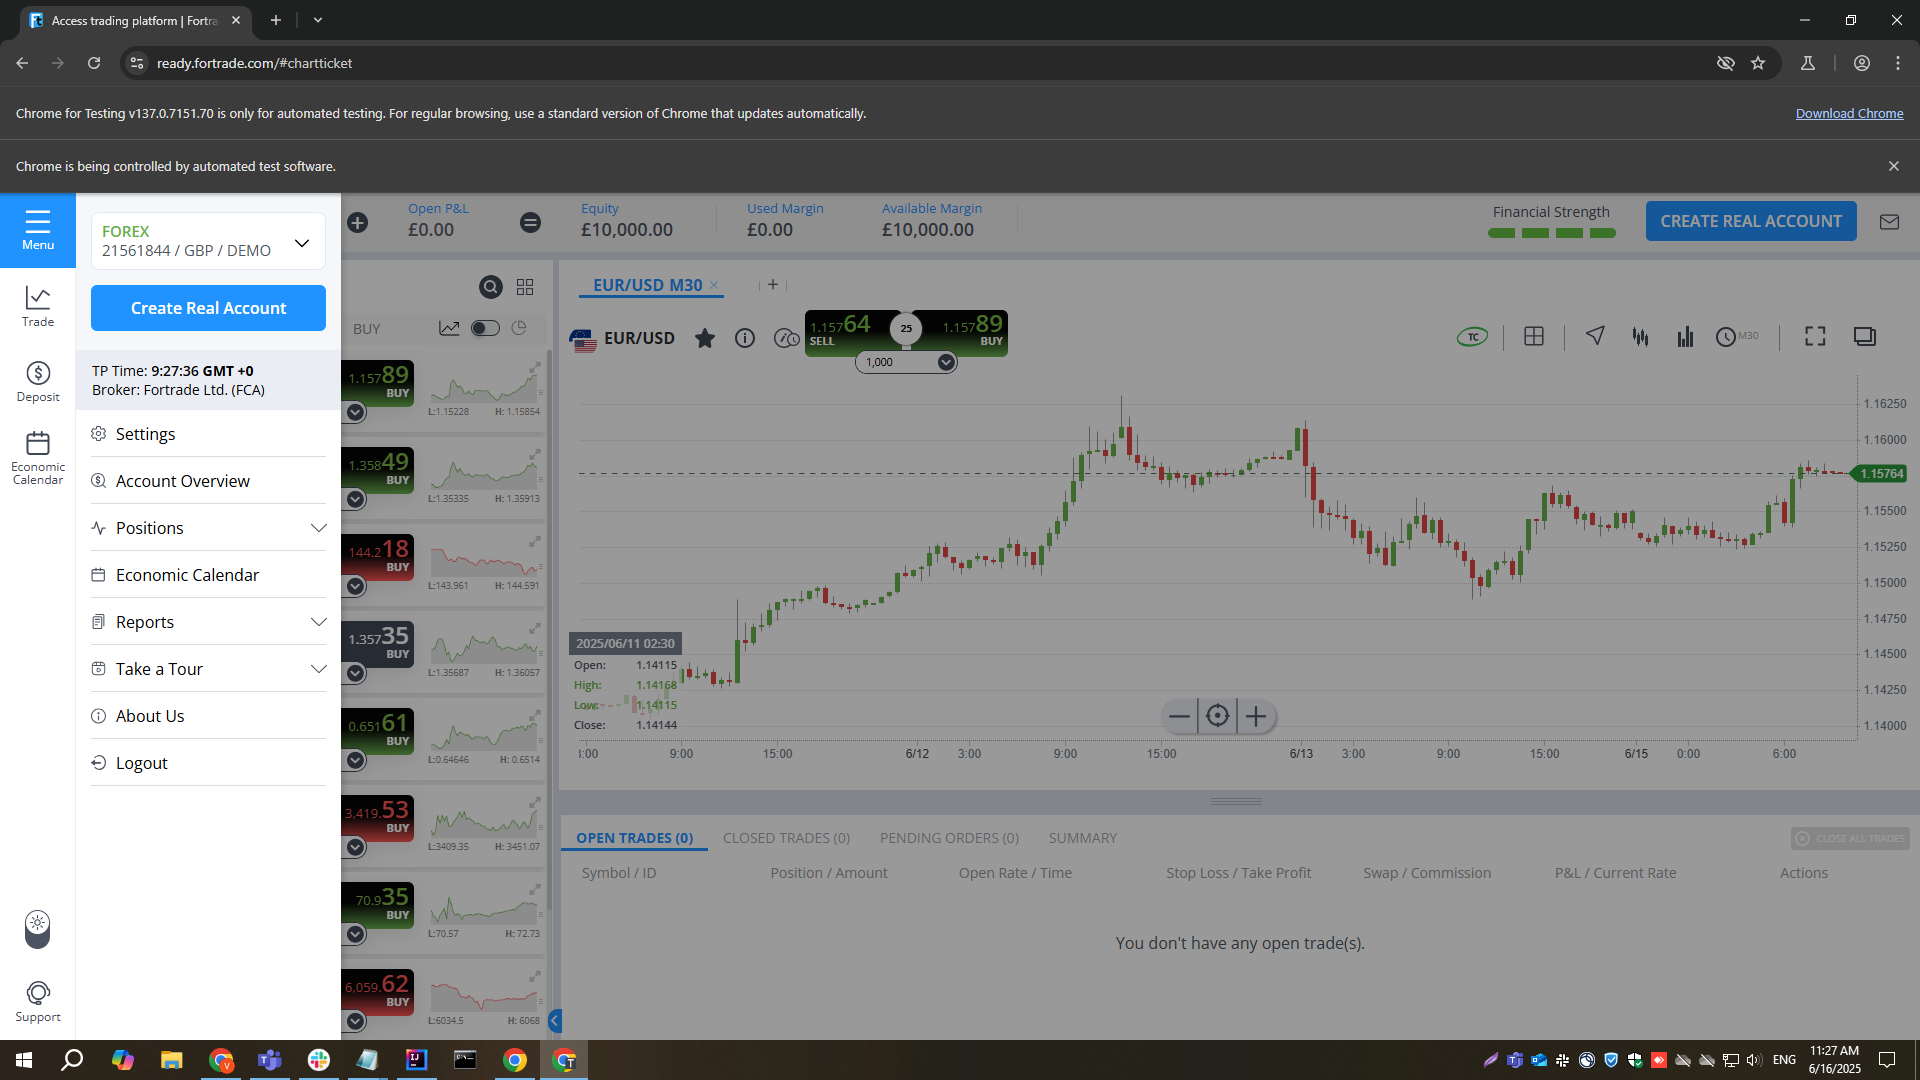 Access trading platform | Fortra
ready.fortrade.com/#chartticket
Chrome for Testing v137.0.7151.70 is only for automated testing. For regular browsing, use a standard version of Chrome that updates automatically.
Download Chrome
Chrome is being controlled by automated test software.
Menu
Trade
Deposit
Economic
Calendar
Support
FOREX
21561844 / GBP / DEMO
Create Real Account
TP Time: 9:27:36 GMT +0
Broker: Fortrade Ltd. (FCA)
Settings
Account Overview
Positions
Economic Calendar
Reports
Take a Tour
About Us
Logout
Open P&L
£0.00
Equity
£10,000.00
Used Margin
£0.00
Available Margin
£10,000.00
Financial Strength
CREATE REAL ACCOUNT
BUY
1.15789
BUY
L:1.15228 H: 1.15854
1.35849
BUY
L:1.35335 H: 1.35913
144.218
BUY
L:143.961 H: 144.591
1.35735
BUY
L:1.35687 H: 1.36057
0.65161
BUY
L:0.64646 H: 0.6514
3,419.53
BUY
L:3409.35 H: 3451.07
70.935
BUY
L:70.57 H: 72.73
6,059.62
BUY
L:6034.5 H: 6068
EUR/USD M30
EUR/USD
1.15764
SELL
25
1.15789
BUY
1,000
TC
M30
1.16250
1.16000
1.15764
1.15500
1.15250
1.15000
1.14750
1.14500
1.14250
1.14000
2025/06/11 02:30
Open: 1.14115
High: 1.14168
Low: 1.14115
Close: 1.14144
:00 9:00 15:00 6/12 3:00 9:00 15:00 6/13 3:00 9:00 15:00 6/15 0:00 6:00
OPEN TRADES (0) CLOSED TRADES (0) PENDING ORDERS (0) SUMMARY
CLOSE ALL TRADES
Symbol / ID Position / Amount Open Rate / Time Stop Loss / Take Profit Swap / Commission P&L / Current Rate Actions
You don't have any open trade(s).
ENG
11:27 AM
6/16/2025